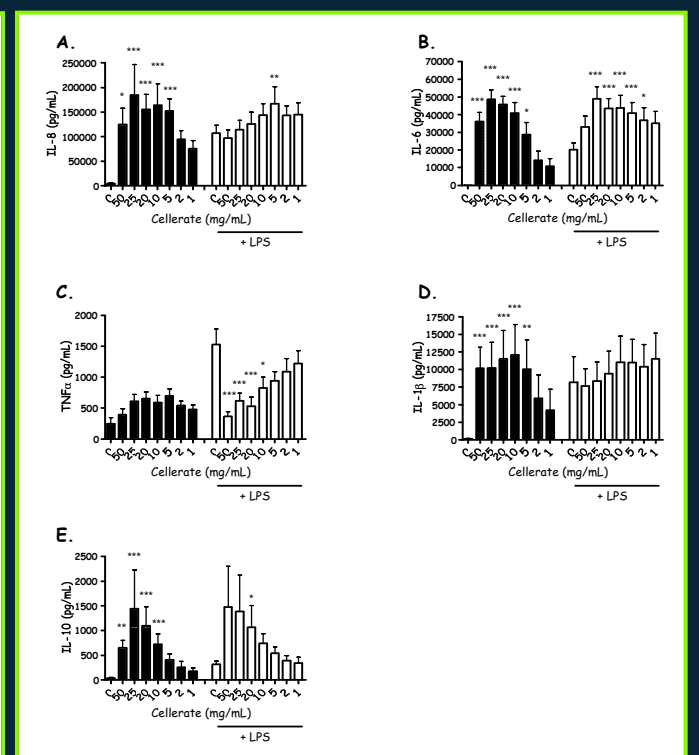 A.
***
***
***
***
*
**
250000
200000
150000
100000
50000
0
IL-8 (pg/mL)
C 50 25 20 10 5 2 1 C 50 25 20 10 5 2 1
Cellerate (mg/mL)
+ LPS
B.
***
***
***
***
*
***
***
***
***
*
70000
60000
50000
40000
30000
20000
10000
0
IL-6 (pg/mL)
C 50 25 20 10 5 2 1 C 50 25 20 10 5 2 1
Cellerate (mg/mL)
+ LPS
C.
***
***
***
*
2000
1500
1000
500
0
TNFα (pg/mL)
C 50 25 20 10 5 2 1 C 50 25 20 10 5 2 1
Cellerate (mg/mL)
+ LPS
D.
***
***
***
***
**
17500
15000
12500
10000
7500
5000
2500
0
IL-1β (pg/mL)
C 50 25 20 10 5 2 1 C 50 25 20 10 5 2 1
Cellerate (mg/mL)
+ LPS
E.
**
***
***
***
*
2500
2000
1500
1000
500
0
IL-10 (pg/mL)
C 50 25 20 10 5 2 1 C 50 25 20 10 5 2 1
Cellerate (mg/mL)
+ LPS